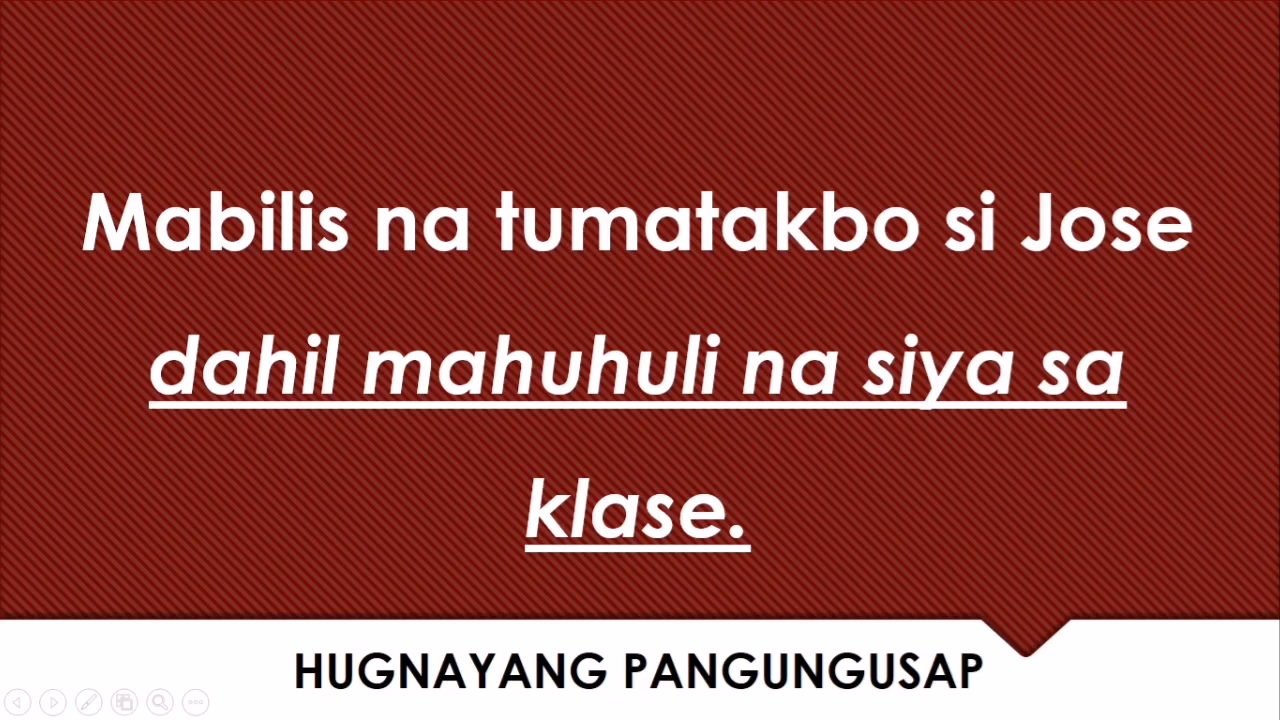 Mabilis na tumatakbo si Jose
dahil mahuhuli na siya sa
klase.
HUGNAYANG PANGUNGUSAP